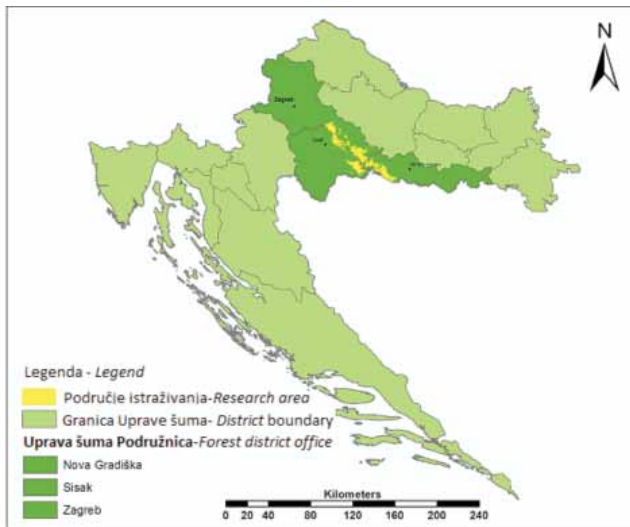 N
Zagreb
Legenda - Legend
Područje istraživanja-Research area
Granica Uprave šuma- District boundary
Uprava šuma Podružnica-Forest district office
Nova Gradiška
Sisak
Zagreb
Kilometers
0 20 40 80 120 160 200 240